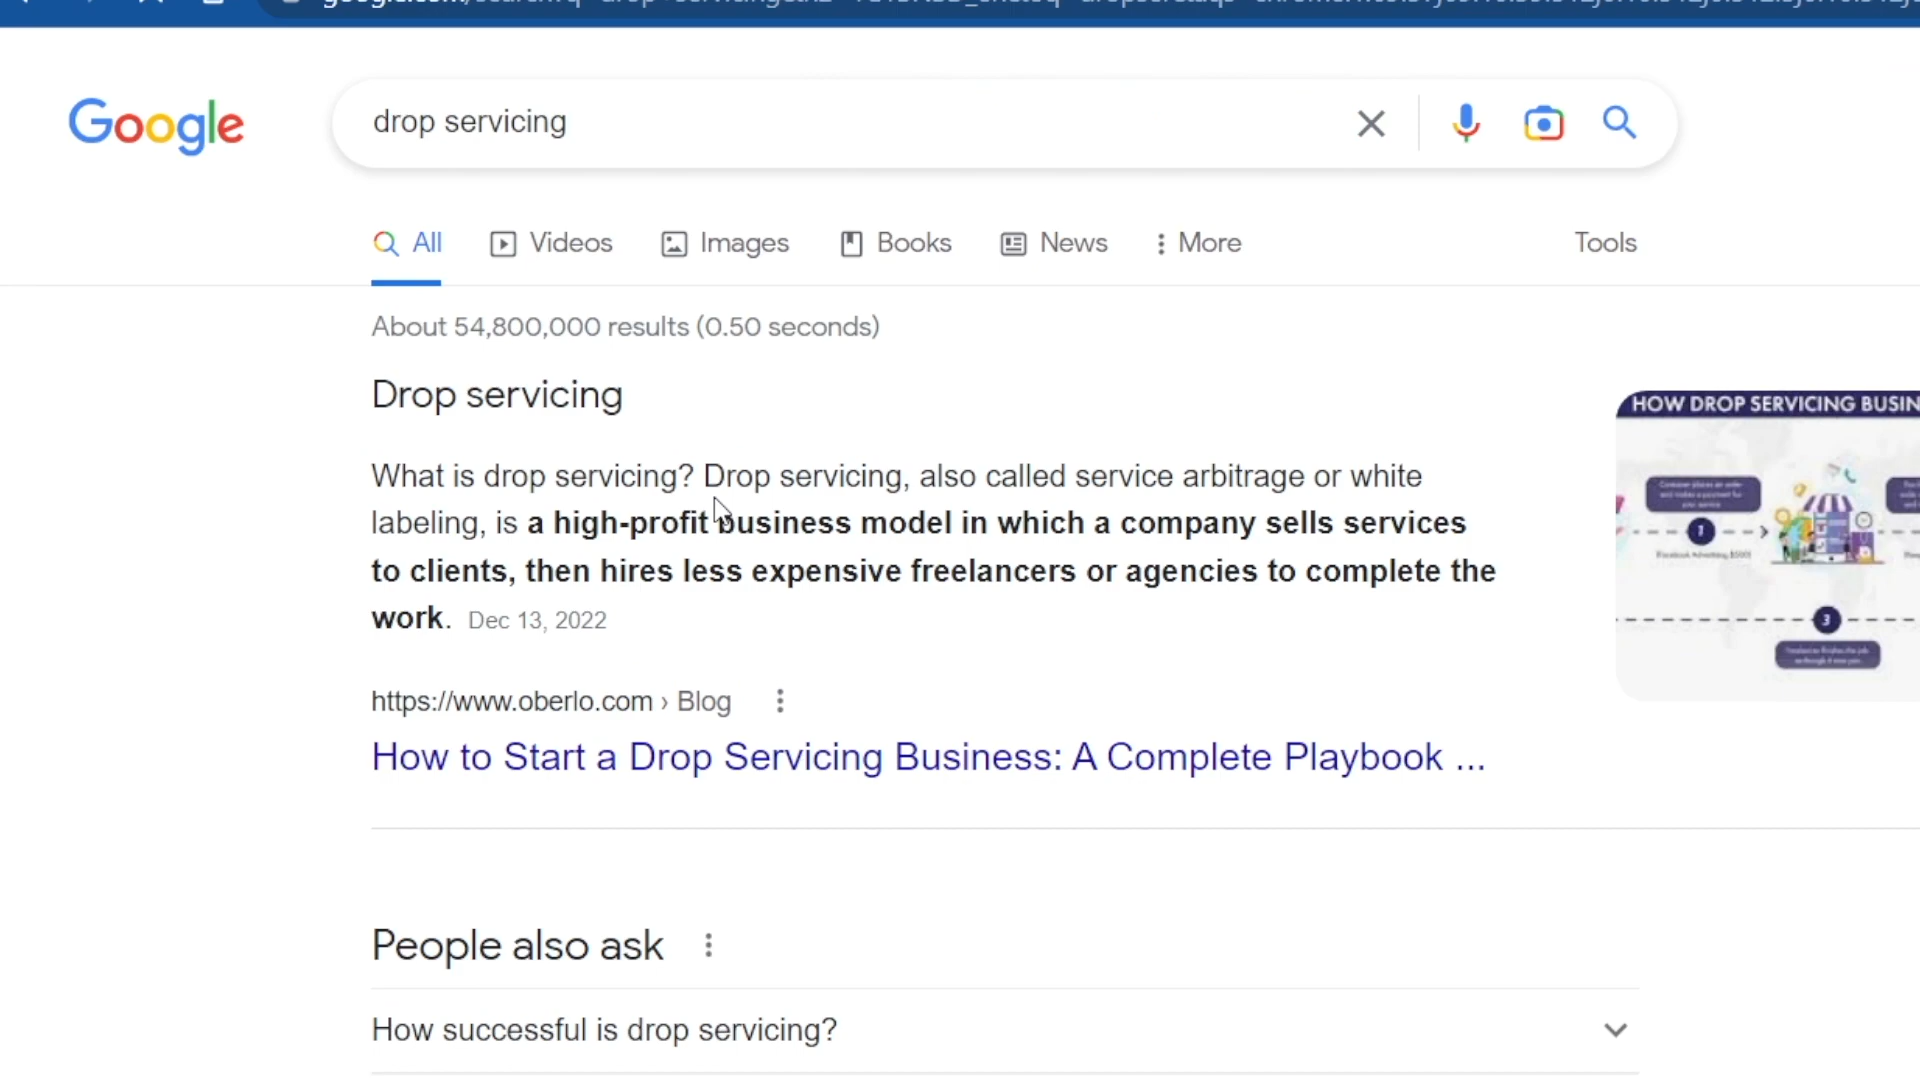 Google
drop servicing
All
Videos
Images
Books
News
More
Tools
About 54,800,000 results (0.50 seconds)
Drop servicing
What is drop servicing? Drop servicing, also called service arbitrage or white
labeling, is a high-profit business model in which a company sells services
to clients, then hires less expensive freelancers or agencies to complete the
work. Dec 13, 2022
HOW DROP SERVICING BUSIN
1
3
https://www.oberlo.com › Blog
How to Start a Drop Servicing Business: A Complete Playbook ...
People also ask
How successful is drop servicing?